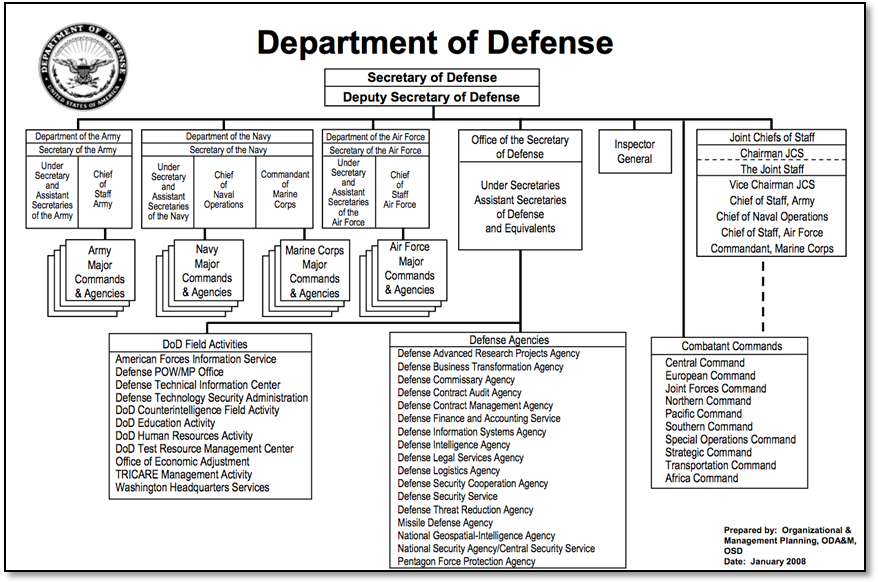 DEPARTMENT OF DEFENSE
UNITED STATES OF AMERICA
Department of Defense
Secretary of Defense
Deputy Secretary of Defense
Department of the Army
Secretary of the Army
Under
Secretary
and
Assistant
Secretaries
of the Army
Chief
of
Staff
Army
Department of the Navy
Secretary of the Navy
Under
Secretary
and
Assistant
Secretaries
of the Navy
Chief
of
Naval
Operations
Commandant
of
Marine
Corps
Department of the Air Force
Secretary of the Air Force
Under
Secretary
and
Assistant
Secretaries
of the
Air Force
Chief
of
Staff
Air Force
Office of the Secretary
of Defense
Under Secretaries
Assistant Secretaries
of Defense
and Equivalents
Inspector
General
Joint Chiefs of Staff
Chairman JCS
The Joint Staff
Vice Chairman JCS
Chief of Staff, Army
Chief of Naval Operations
Chief of Staff, Air Force
Commandant, Marine Corps
Army
Major
Commands
& Agencies
Navy
Major
Commands
& Agencies
Marine Corps
Major
Commands
& Agencies
Air Force
Major
Commands
& Agencies
DoD Field Activities
American Forces Information Service
Defense POW/MP Office
Defense Technical Information Center
Defense Technology Security Administration
DoD Counterintelligence Field Activity
DoD Education Activity
DoD Human Resources Activity
DoD Test Resource Management Center
Office of Economic Adjustment
TRICARE Management Activity
Washington Headquarters Services
Defense Agencies
Defense Advanced Research Projects Agency
Defense Business Transformation Agency
Defense Commissary Agency
Defense Contract Audit Agency
Defense Contract Management Agency
Defense Finance and Accounting Service
Defense Information Systems Agency
Defense Intelligence Agency
Defense Legal Services Agency
Defense Logistics Agency
Defense Security Cooperation Agency
Defense Security Service
Defense Threat Reduction Agency
Missile Defense Agency
National Geospatial-Intelligence Agency
National Security Agency/Central Security Service
Pentagon Force Protection Agency
Combatant Commands
Central Command
European Command
Joint Forces Command
Northern Command
Pacific Command
Southern Command
Special Operations Command
Strategic Command
Transportation Command
Africa Command
Prepared by: Organizational &
Management Planning, ODA&M,
OSD
Date: January 2008